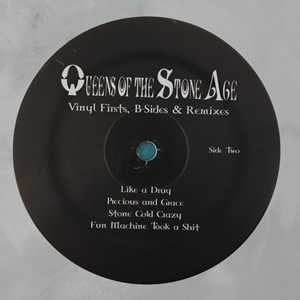 Queens of the Stone Age
Vinyl Firsts, B-Sides & Remixes
Side Two
Like a Drug
Precious and Grace
Stone Cold Crazy
Fun Machine Took a Shit